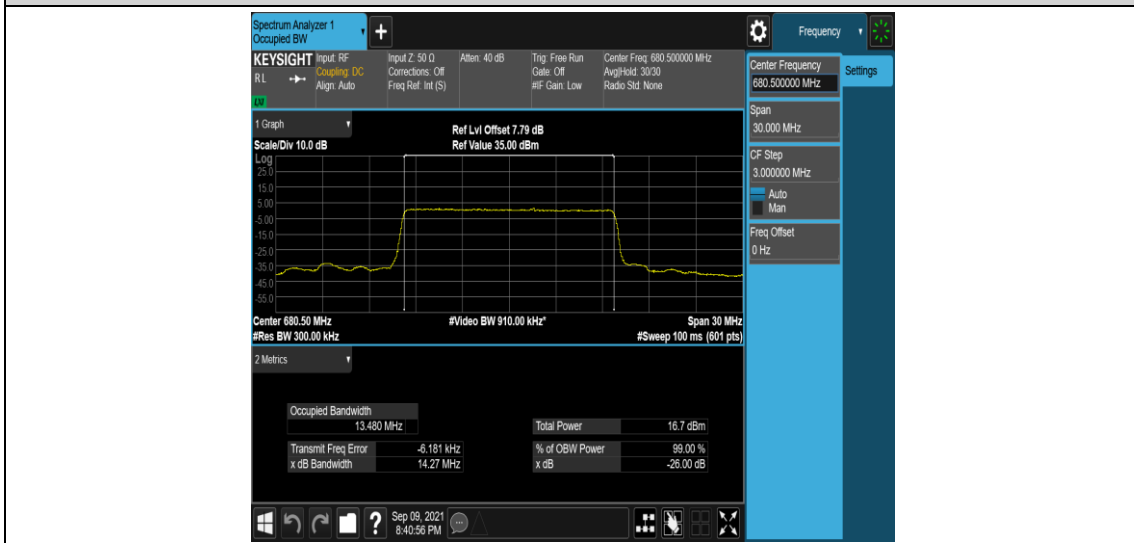 Spectrum Analyzer 1
Occupied BW
+
Frequency
KEYSIGHT
RL
LXI
Input: RF
Coupling: DC
Align: Auto
Input Z: 50 Ω
Corrections: Off
Freq Ref: Int (S)
Atten: 40 dB
Trig: Free Run
Gate: Off
#IF Gain: Low
Center Freq: 680.500000 MHz
Avg|Hold: 30/30
Radio Std: None
Center Frequency
680.500000 MHz
Settings
Span
30.000 MHz
CF Step
3.000000 MHz
Auto
Man
Freq Offset
0 Hz
1 Graph
Scale/Div 10.0 dB
Ref Lvl Offset 7.79 dB
Ref Value 35.00 dBm
Log
25.0
15.0
5.00
-5.00
-15.0
-25.0
-35.0
-45.0
-55.0
Center 680.50 MHz
#Video BW 910.00 kHz*
Span 30 MHz
#Res BW 300.00 kHz
#Sweep 100 ms (601 pts)
2 Metrics
Occupied Bandwidth
13.480 MHz
Total Power 16.7 dBm
Transmit Freq Error -6.181 kHz
% of OBW Power 99.00 %
x dB Bandwidth 14.27 MHz
x dB -26.00 dB
?
Sep 09, 2021
8:40:56 PM